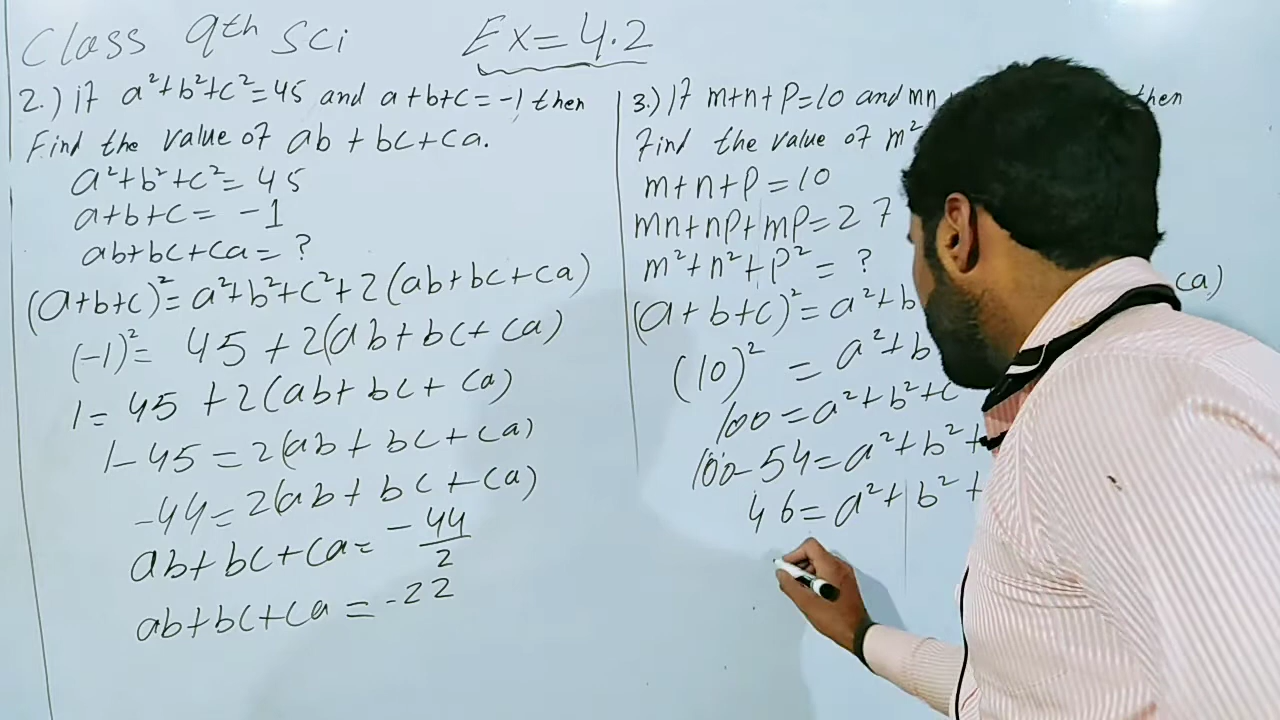 Class 9th Sci
Ex=4.2
2.) if a²+b²+c²=45 and a+b+c=-1, then
Find the value of ab+bc+ca.
a²+b²+c²=45
a+b+c=-1
ab+bc+ca=?
(a+b+c)²=a²+b²+c²+2(ab+bc+ca)
(-1)²=45+2(ab+bc+ca)
1=45+2(ab+bc+ca)
1-45=2(ab+bc+ca)
-44=2(ab+bc+ca)
ab+bc+ca=-44/2
ab+bc+ca=-22
3.) if m+n+P=10 and mn then
Find the value of m²
m+n+P=10
mn+nP+mP=27
m²+n²+P²=?
(a+b+c)²=a²+b ca)
(10)²=a²+b
100=a²+b²+c
100-54=a²+b²+
46=a²+b²+